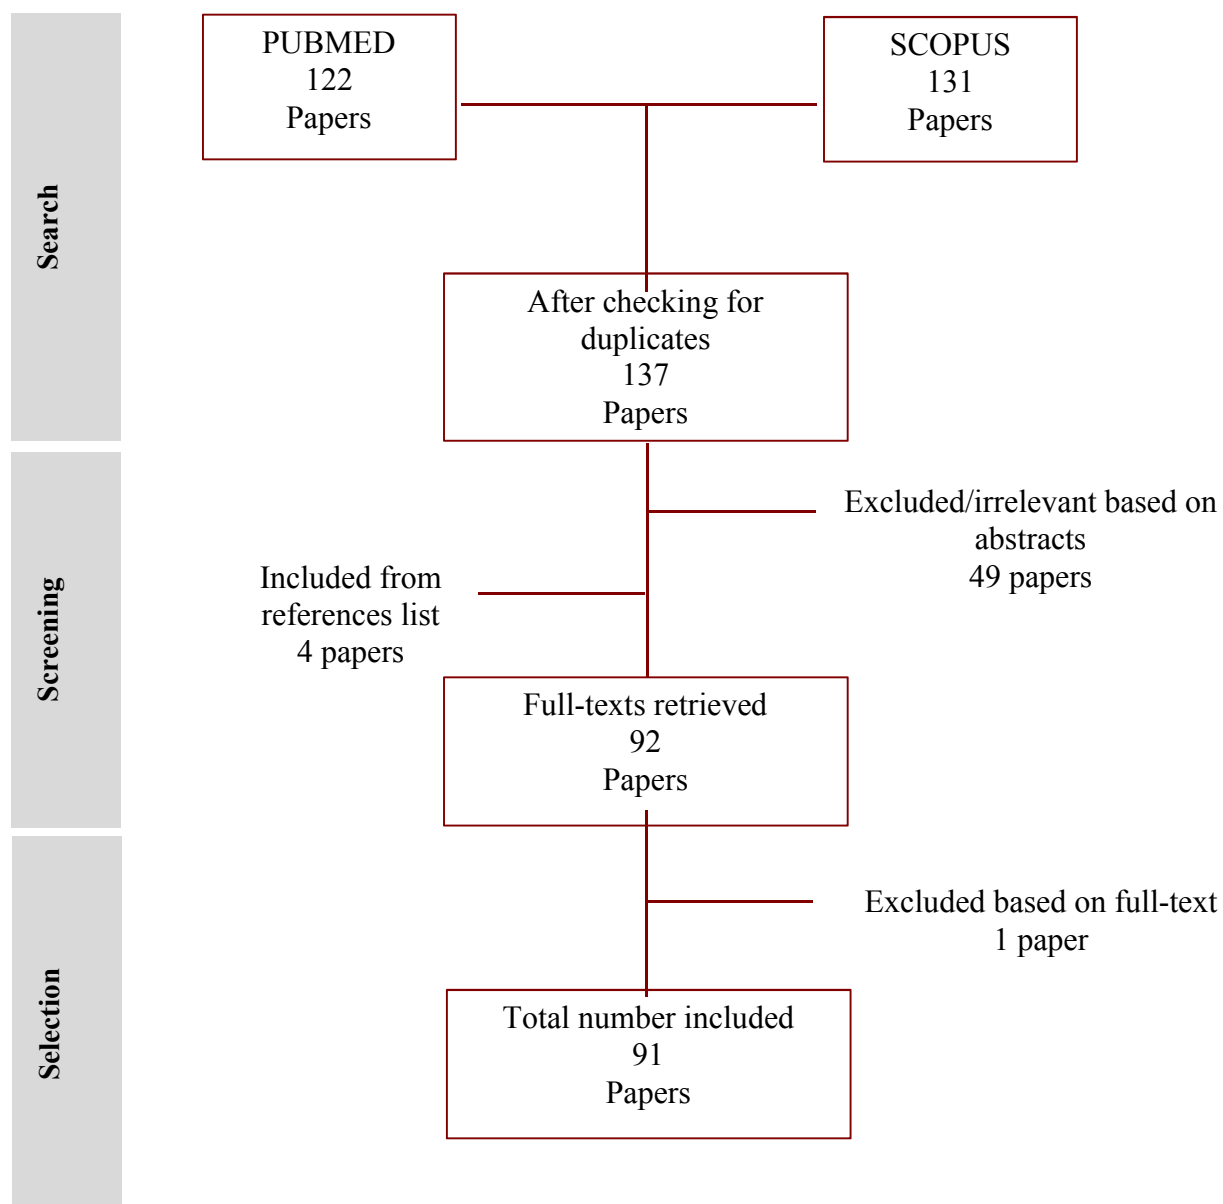 PUBMED
122
Papers
SCOPUS
131
Papers
Search
After checking for
duplicates
137
Papers
Excluded/irrelevant based on
abstracts
49 papers
Included from
references list
4 papers
Screening
Full-texts retrieved
92
Papers
Excluded based on full-text
1 paper
Selection
Total number included
91
Papers